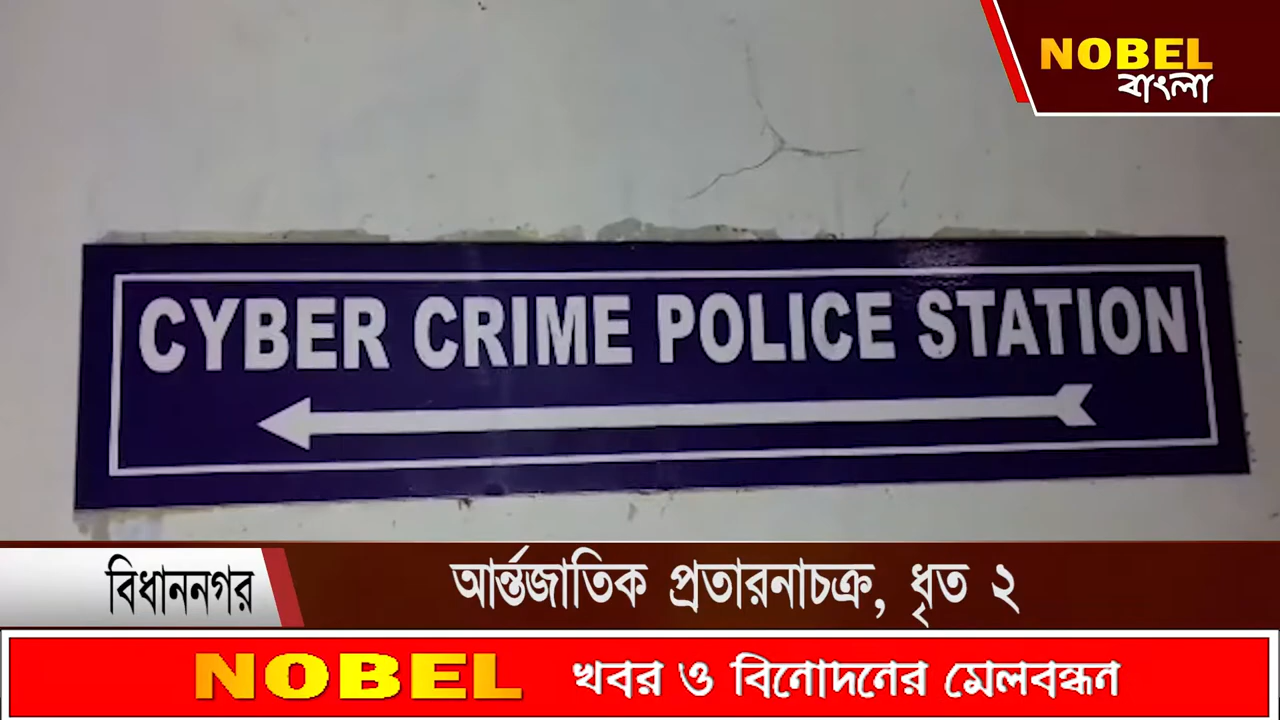 NOBEL
বাংলা
CYBER CRIME POLICE STATION
বিধাননগর
আর্ন্তজাতিক প্রতারনাচক্র, ধৃত ২
NOBEL খবর ও বিনোদনের মেলবন্ধন